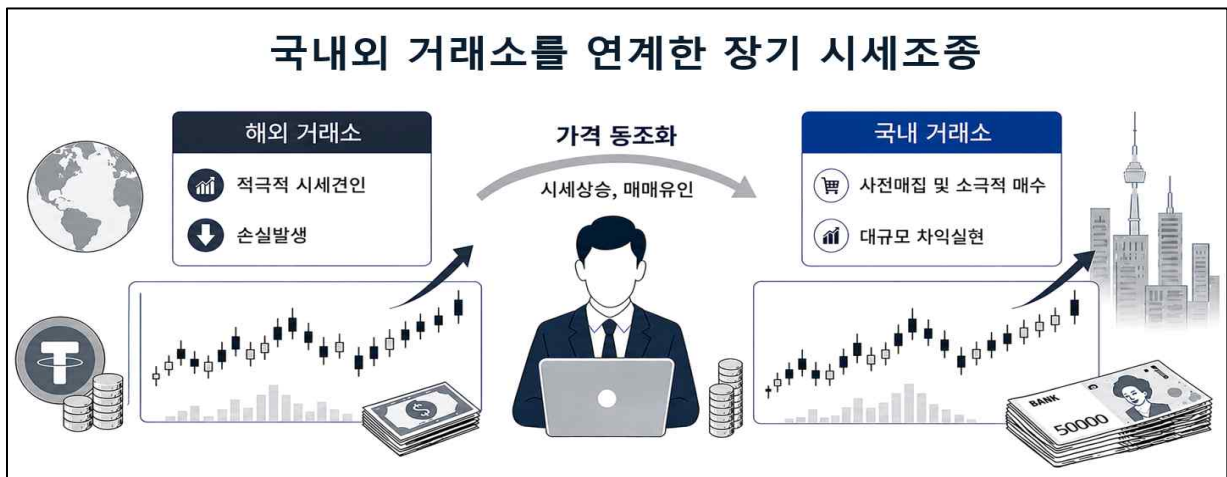 국내외 거래소를 연계한 장기 시세조종
해외 거래소
적극적 시세견인
손실발생
가격 동조화
시세상승, 매매유인
국내 거래소
사전매집 및 소극적 매수
대규모 차익실현
T
$
BANK
50000